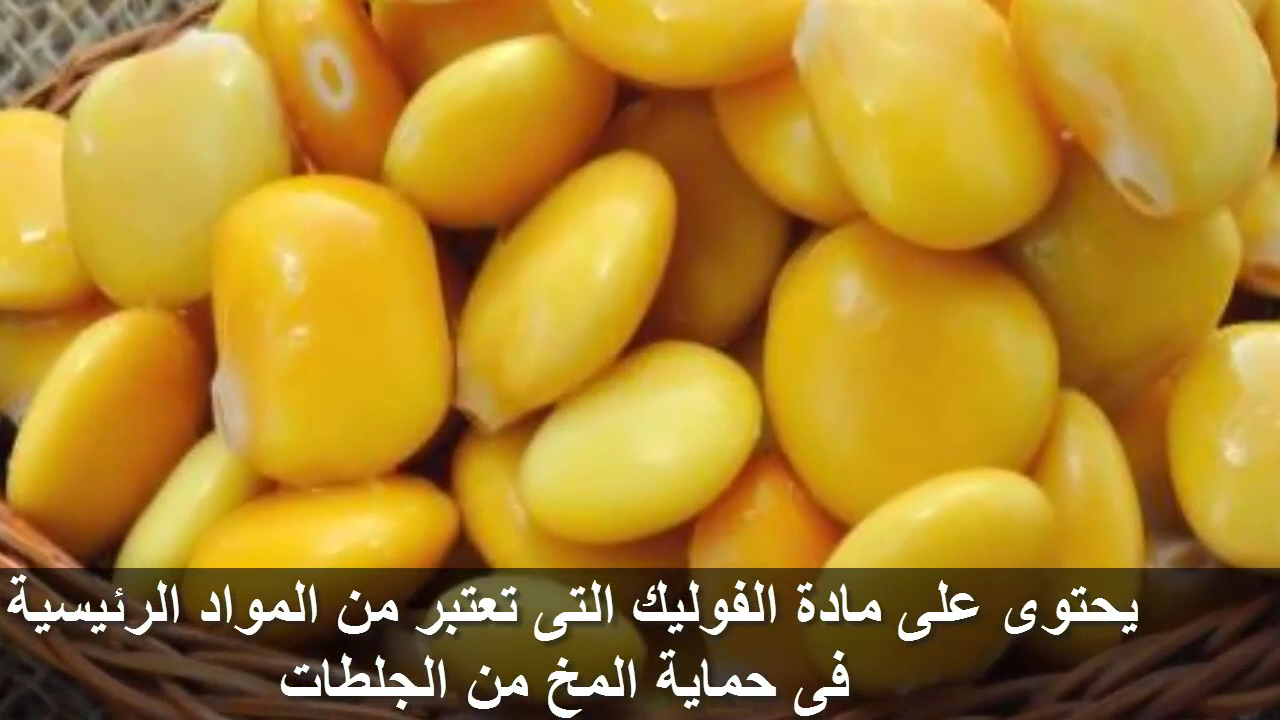 يحتوى على مادة الفوليك التى تعتبر من المواد الرئيسية
فى حماية المخ من الجلطات